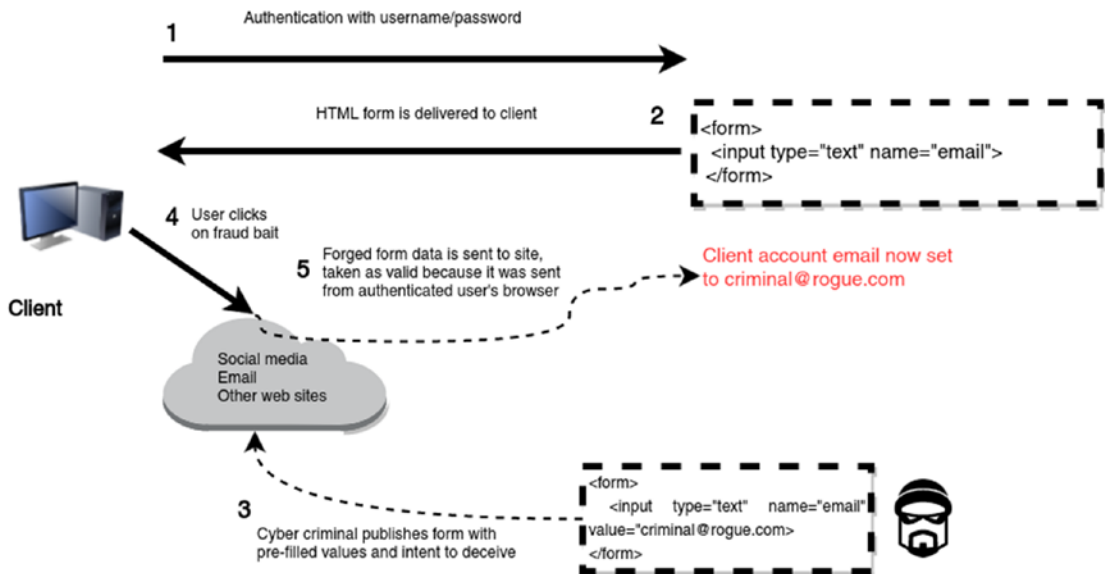 Authentication with username/password
1
HTML form is delivered to client
2
<form>
<input type="text" name="email">
</form>
4
User clicks
on fraud bait
5
Forged form data is sent to site,
taken as valid because it was sent
from authenticated user's browser
Client account email now set
to criminal@rogue.com
Client
Social media
Email
Other web sites
3
Cyber criminal publishes form with
pre-filled values and intent to deceive
<form>
<input type="text" name="email"
value="criminal@rogue.com>
</form>